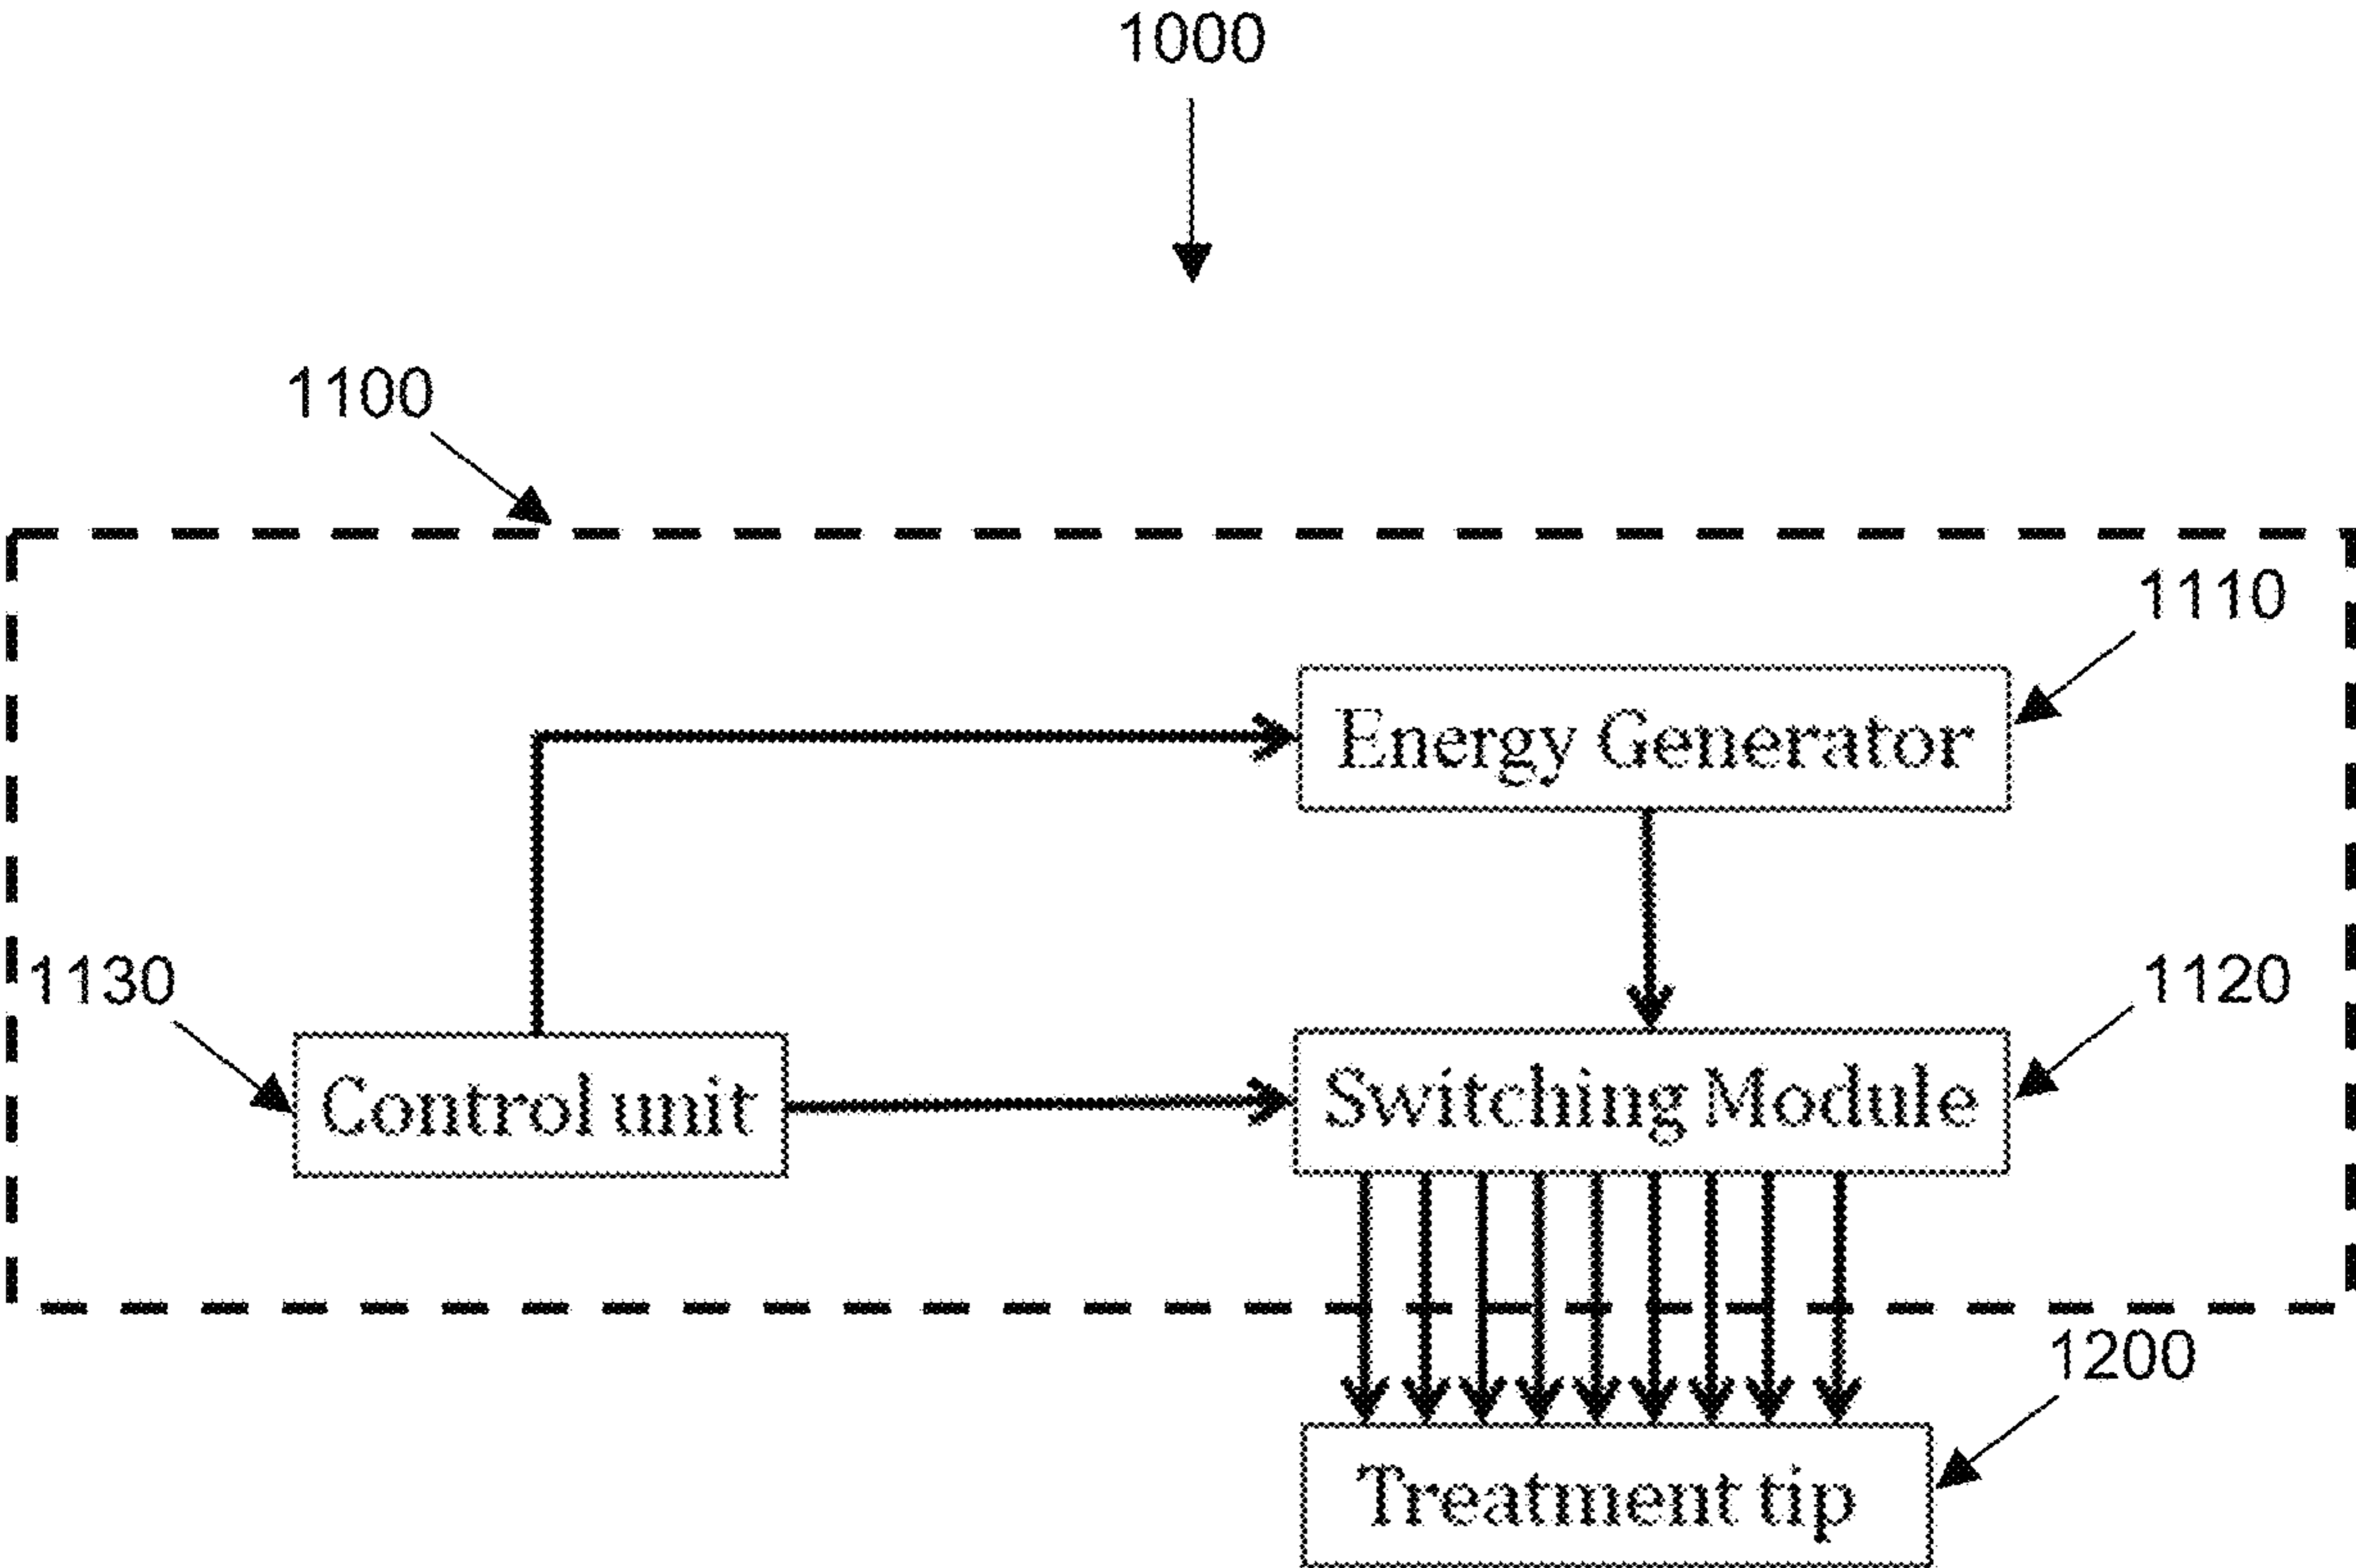 1000
1100
1110
Energy Generator
1130
1120
Control unit
Switching Module
1200
Treatment tip